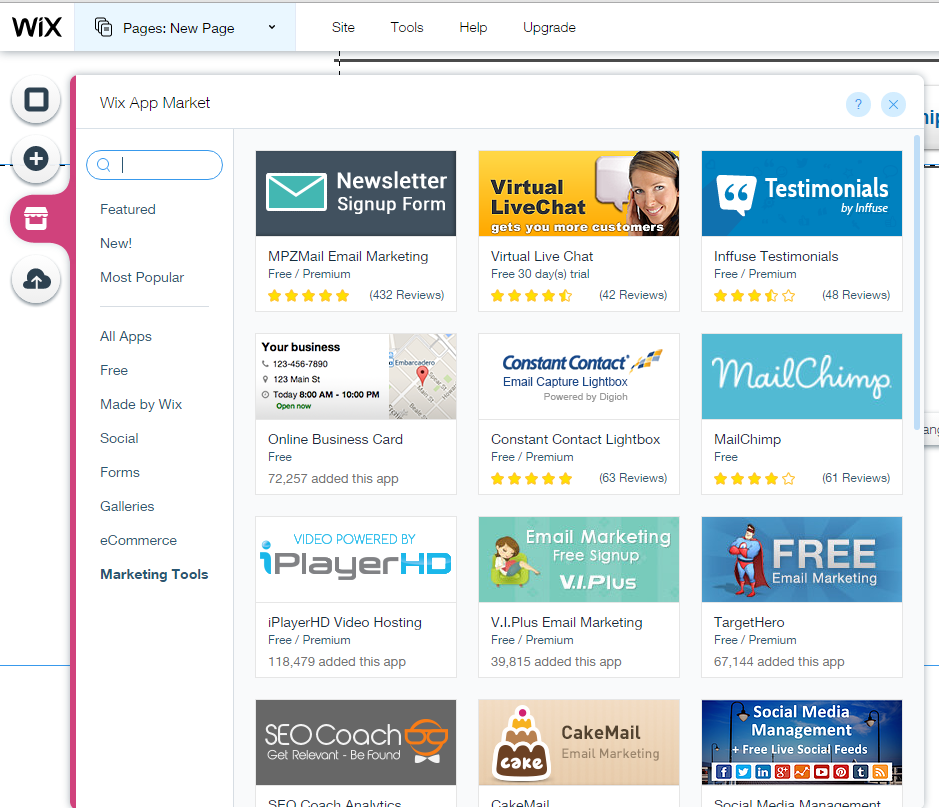 WiX
Pages: New Page
Site
Tools
Help
Upgrade
Wix App Market
?
Featured
New!
Most Popular
All Apps
Free
Made by Wix
Social
Forms
Galleries
eCommerce
Marketing Tools
Newsletter
Signup Form
MPZMail Email Marketing
Free / Premium
(432 Reviews)
Virtual
LiveChat
gets you more customers
Virtual Live Chat
Free 30 day(s) trial
(42 Reviews)
Testimonials
by Inffuse
Inffuse Testimonials
Free / Premium
(48 Reviews)
Your business
123-456-7890
123 Main St
Today 8:00 AM - 10:00 PM
Open now
Embarcadero
Main St
Online Business Card
Free
72,257 added this app
Constant Contact
Email Capture Lightbox
Powered by Digioh
Constant Contact Lightbox
Free / Premium
(63 Reviews)
MailChimp
MailChimp
Free
(61 Reviews)
VIDEO POWERED BY
iPlayerHD
iPlayerHD Video Hosting
Free / Premium
118,479 added this app
Email Marketing
Free Signup
V.I.Plus
V.I.Plus Email Marketing
Free / Premium
39,815 added this app
FREE
Email Marketing
TargetHero
Free / Premium
67,144 added this app
SEO Coach
Get Relevant - Be Found
SEO Coach Analytics
cake
CakeMail
Email Marketing
CakeMail
Social Media
Management
+ Free Live Social Feeds
Social Media Management